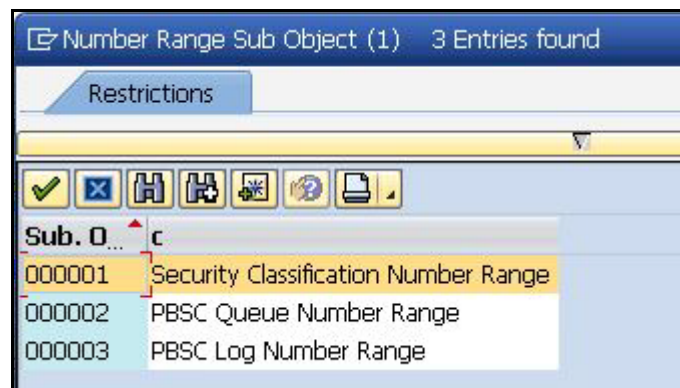 Number Range Sub Object (1) 3 Entries found
Restrictions
Sub. O... c
000001 Security Classification Number Range
000002 PBSC Queue Number Range
000003 PBSC Log Number Range